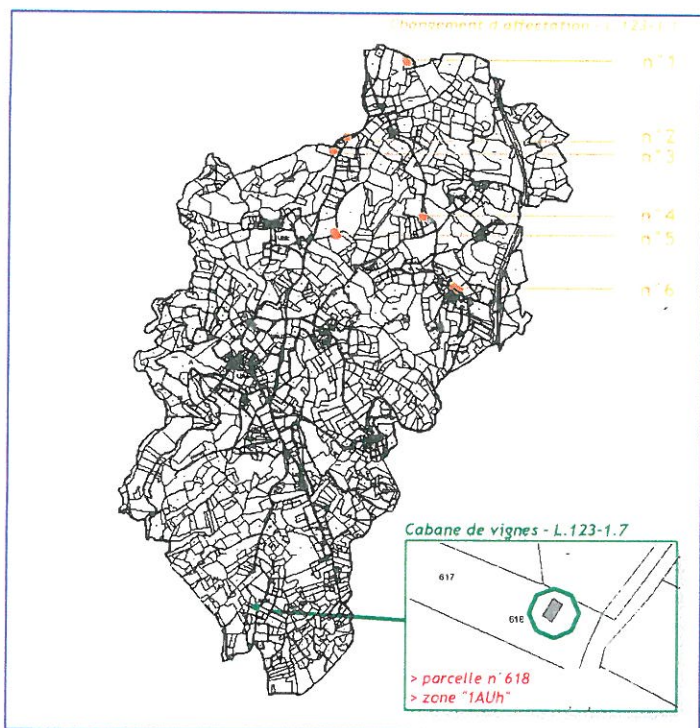 Changement d'affectation - L.123-1.
n°1
n°2
n°3
n°4
n°5
n°6
Cabane de vignes - L.123-1.7
617
618
> parcelle n°618
> zone "1AUh"